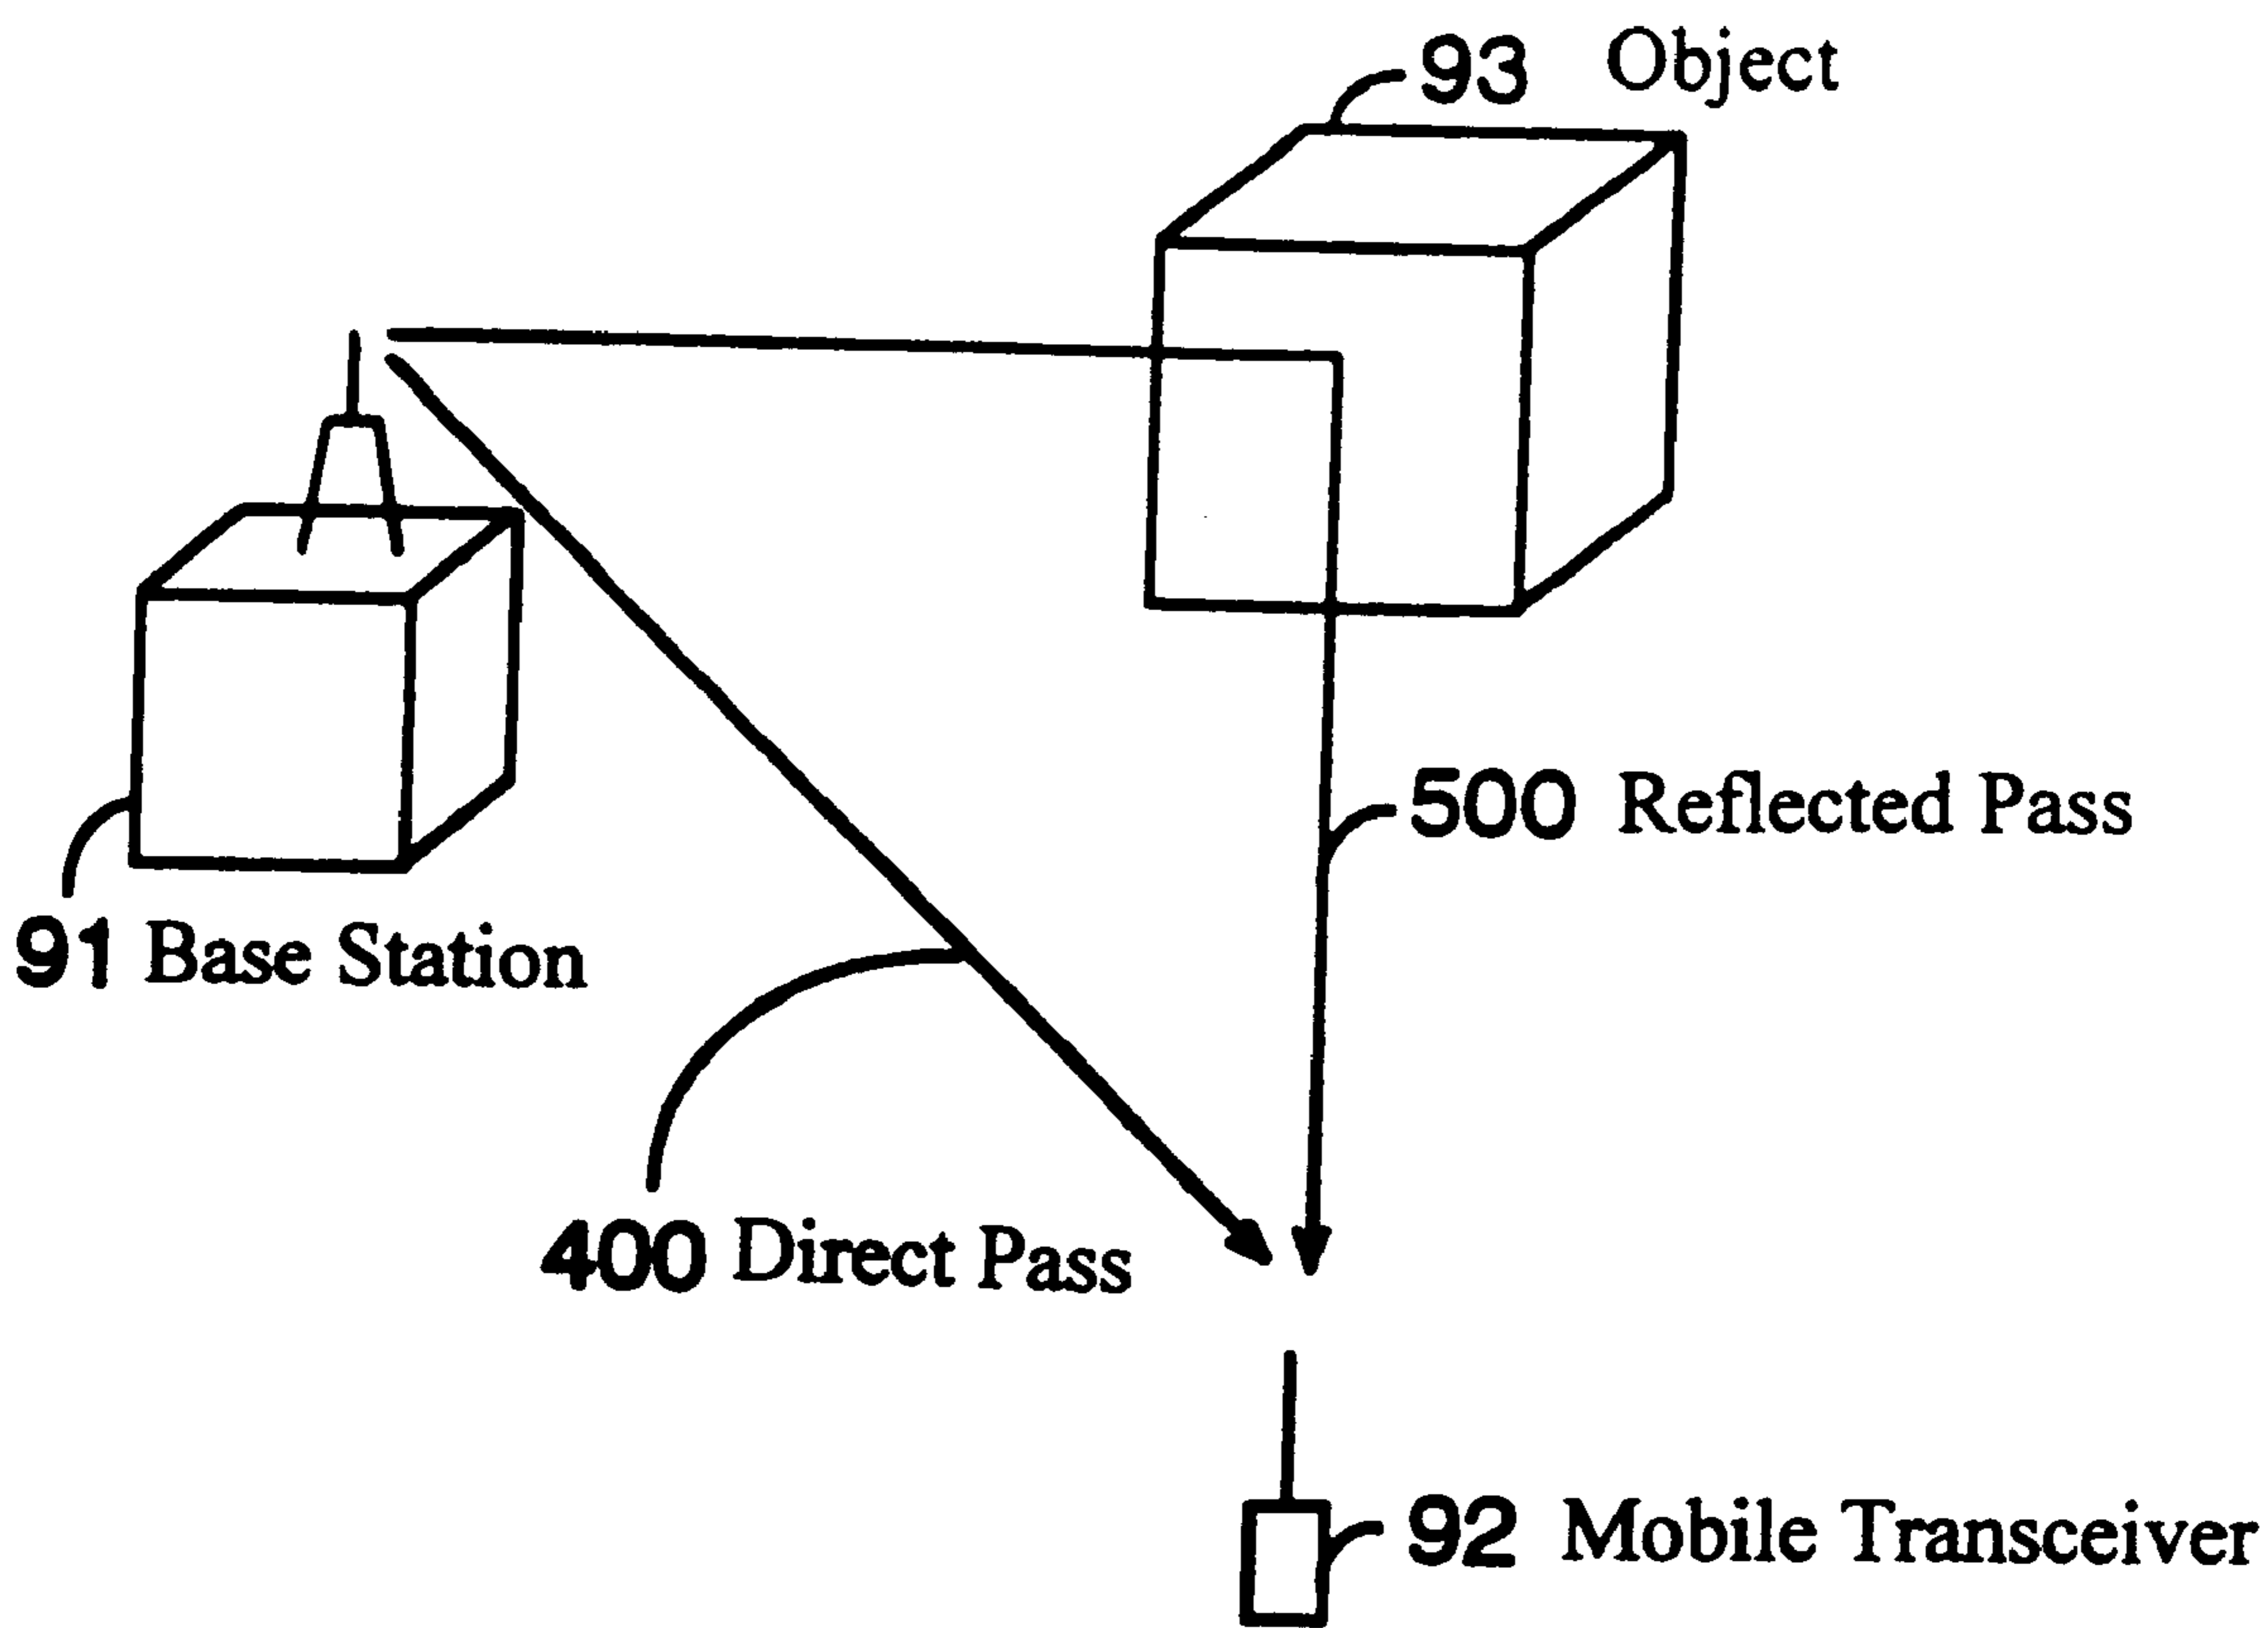 93 Object
500 Reflected Pass
91 Base Station
400 Direct Pass
92 Mobile Transceiver